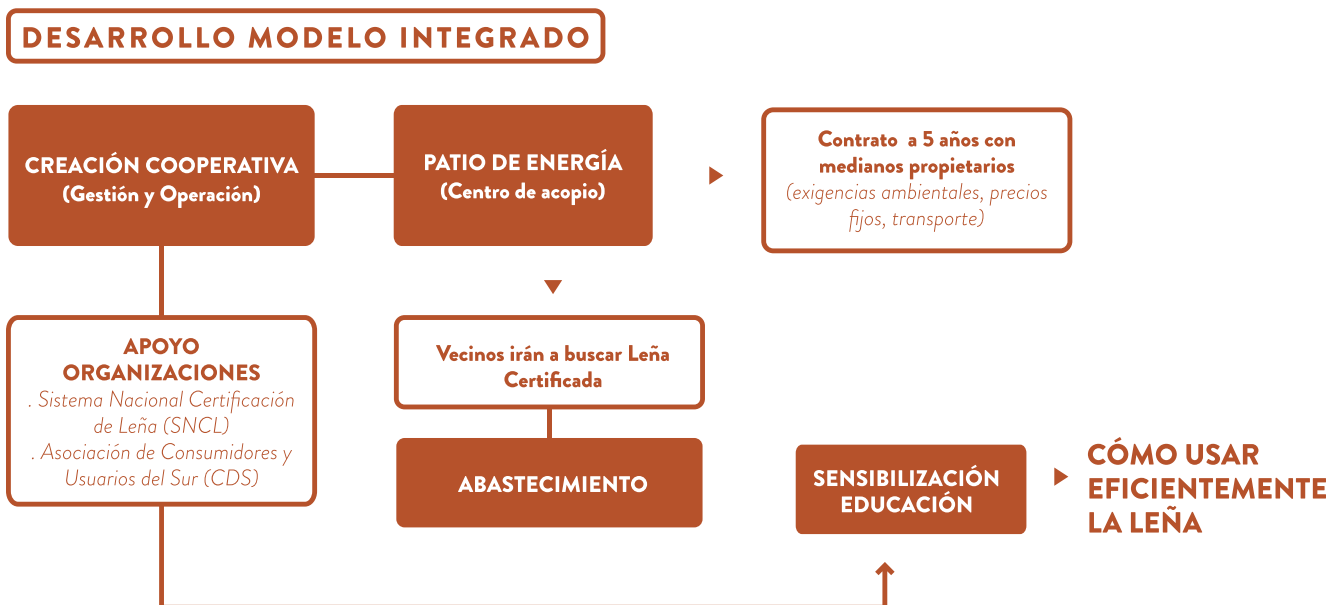 DESARROLLO MODELO INTEGRADO
CREACIÓN COOPERATIVA
(Gestión y Operación)
PATIO DE ENERGÍA
(Centro de acopio)
Contrato a 5 años con
medianos propietarios
(exigencias ambientales, precios
fijos, transporte)
APOYO
ORGANIZACIONES
. Sistema Nacional Certificación
de Leña (SNCL)
. Asociación de Consumidores y
Usuarios del Sur (CDS)
Vecinos irán a buscar Leña
Certificada
ABASTECIMIENTO
SENSIBILIZACIÓN
EDUCACIÓN
CÓMO USAR
EFICIENTEMENTE
LA LEÑA